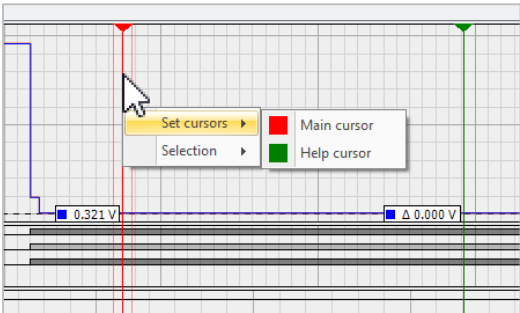 Set cursors
Main cursor
Selection
Help cursor
0.321 V
Δ 0.000 V